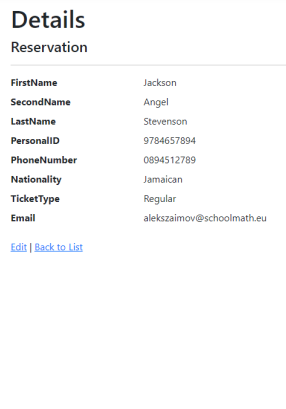 Details
Reservation
FirstName Jackson
SecondName Angel
LastName Stevenson
PersonalID 9784657894
PhoneNumber 0894512789
Nationality Jamaican
TicketType Regular
Email alekszaimov@schoolmath.eu
Edit | Back to List